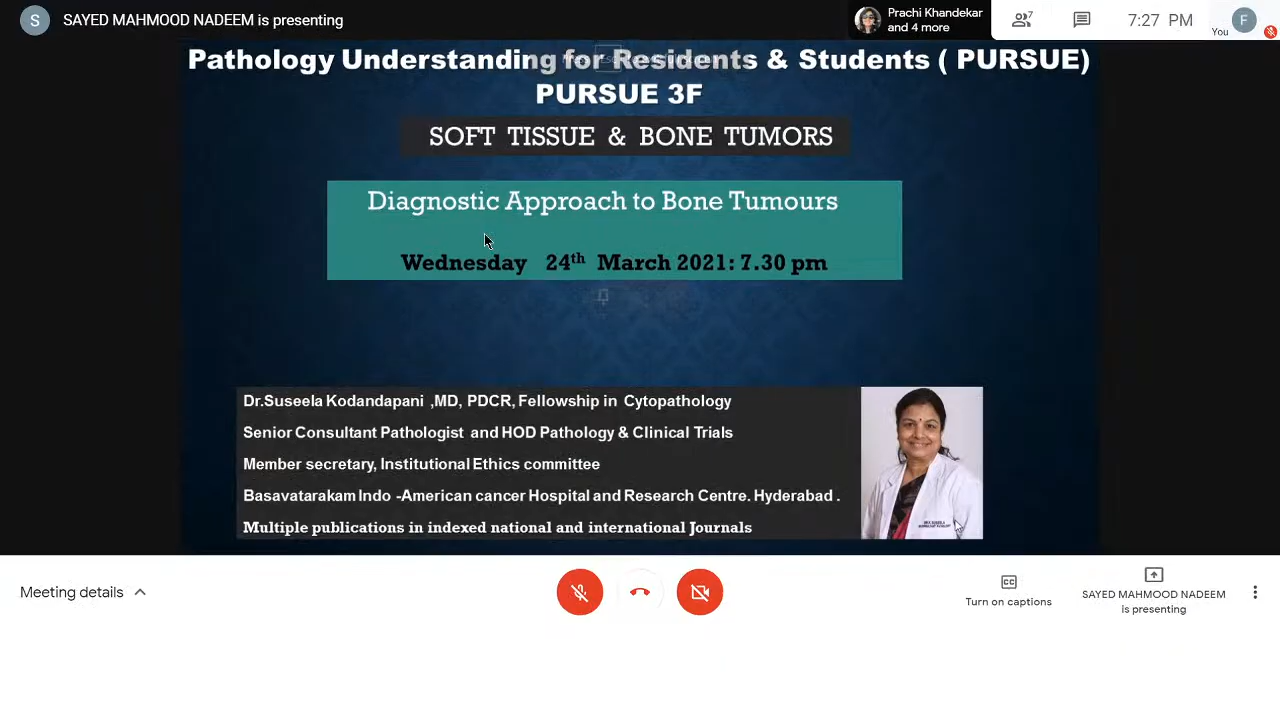 S
SAYED MAHMOOD NADEEM is presenting
Prachi Khandekar
and 4 more
7
7:27 PM
You
F
Pathology Understanding for Residents & Students ( PURSUE)
PURSUE 3F
SOFT TISSUE & BONE TUMORS
Diagnostic Approach to Bone Tumours
Wednesday 24th March 2021: 7.30 pm
Dr.Suseela Kodandapani ,MD, PDCR, Fellowship in Cytopathology
Senior Consultant Pathologist and HOD Pathology & Clinical Trials
Member secretary, Institutional Ethics committee
Basavatarakam Indo -American cancer Hospital and Research Centre. Hyderabad .
Multiple publications in indexed national and international Journals
Meeting details
Turn on captions
SAYED MAHMOOD NADEEM
is presenting